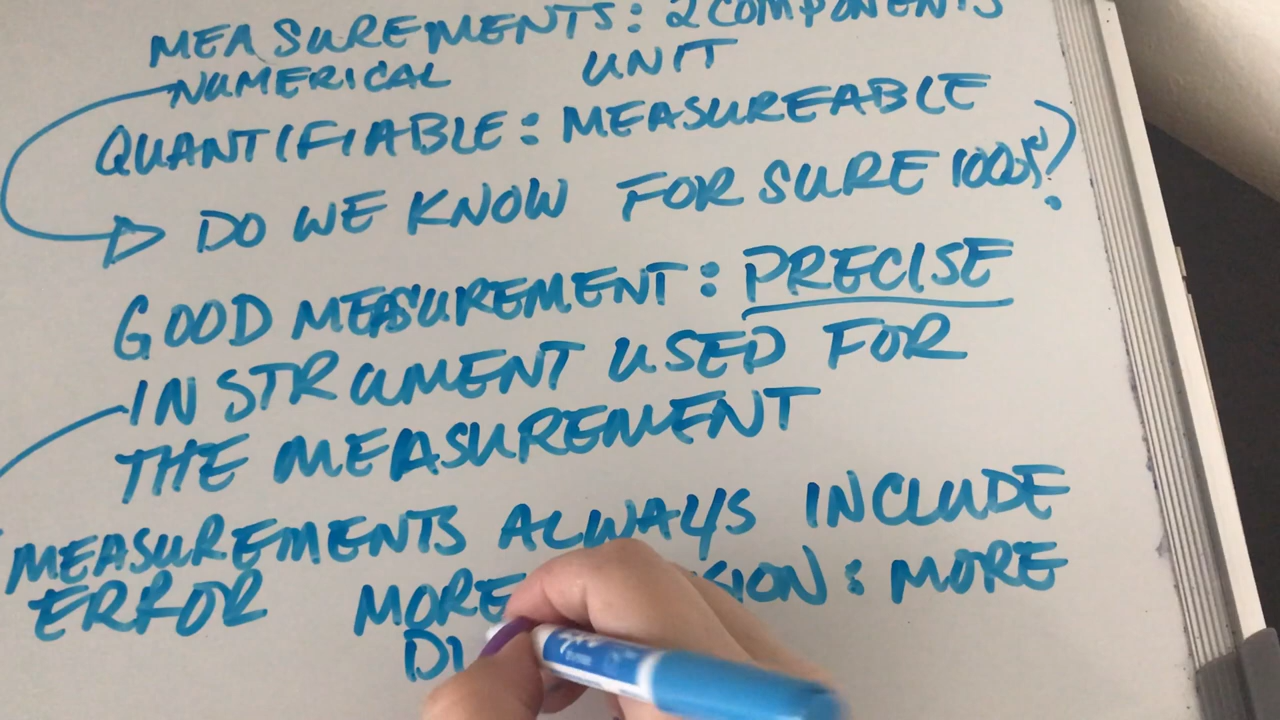 MEASUREMENTS: 2 COMPONENTS
NUMERICAL UNIT
QUANTIFIABLE: MEASUREABLE
DO WE KNOW FOR SURE 100%?
GOOD MEASUREMENT: PRECISE
INSTRUMENT USED FOR
THE MEASUREMENT
MEASUREMENTS ALWAYS INCLUDE
ERROR MORE : MORE